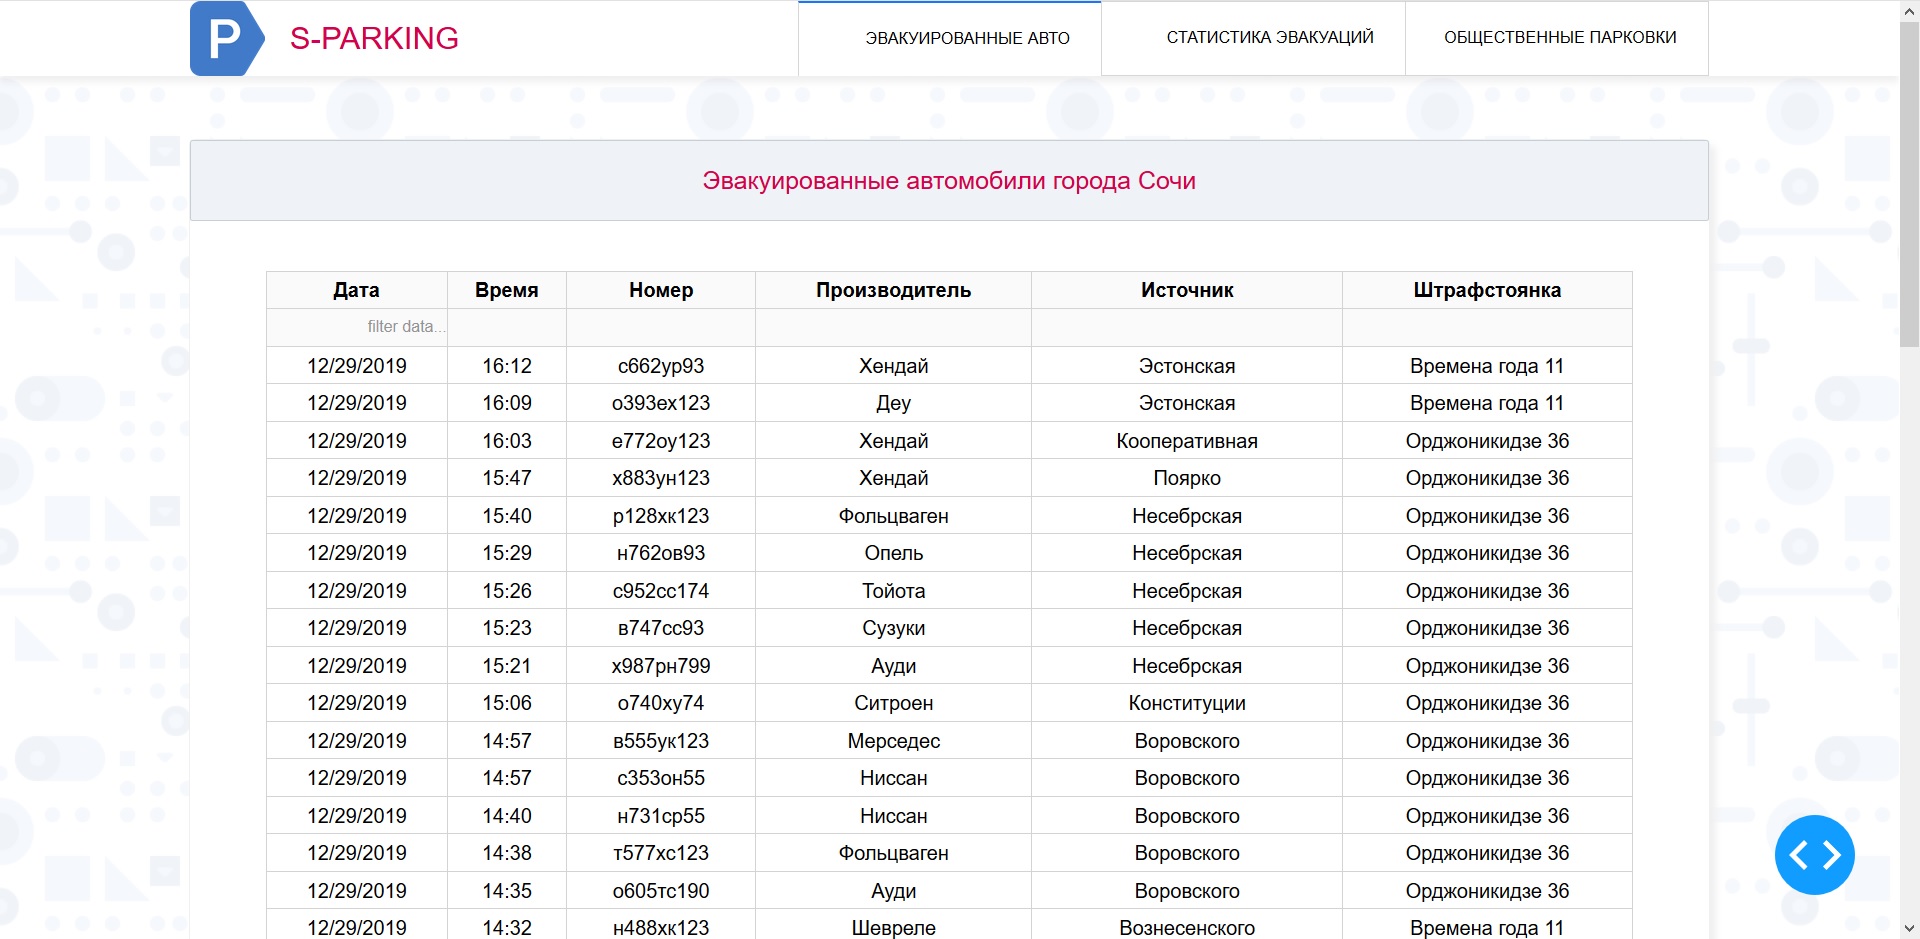 P S-PARKING ЭВАКУИРОВАННЫЕ АВТО СТАТИСТИКА ЭВАКУАЦИЙ ОБЩЕСТВЕННЫЕ ПАРКОВКИ
Эвакуированные автомобили города Сочи
Дата Время Номер Производитель Источник Штрафстоянка
filter data...
12/29/2019 16:12 с662ур93 Хендай Эстонская Времена года 11
12/29/2019 16:09 о393ех123 Деу Эстонская Времена года 11
12/29/2019 16:03 е772оу123 Хендай Кооперативная Орджоникидзе 36
12/29/2019 15:47 х883ун123 Хендай Поярко Орджоникидзе 36
12/29/2019 15:40 р128хк123 Фольцваген Несебрская Орджоникидзе 36
12/29/2019 15:29 н762ов93 Опель Несебрская Орджоникидзе 36
12/29/2019 15:26 с952сс174 Тойота Несебрская Орджоникидзе 36
12/29/2019 15:23 в747сс93 Сузуки Несебрская Орджоникидзе 36
12/29/2019 15:21 х987рн799 Ауди Несебрская Орджоникидзе 36
12/29/2019 15:06 о740ху74 Ситроен Конституции Орджоникидзе 36
12/29/2019 14:57 в555ук123 Мерседес Воровского Орджоникидзе 36
12/29/2019 14:57 с353он55 Ниссан Воровского Орджоникидзе 36
12/29/2019 14:40 н731ср55 Ниссан Воровского Орджоникидзе 36
12/29/2019 14:38 т577хс123 Фольцваген Воровского Орджоникидзе 36
12/29/2019 14:35 о605тс190 Ауди Воровского Орджоникидзе 36
12/29/2019 14:32 н488хк123 Шевреле Вознесенского Времена года 11